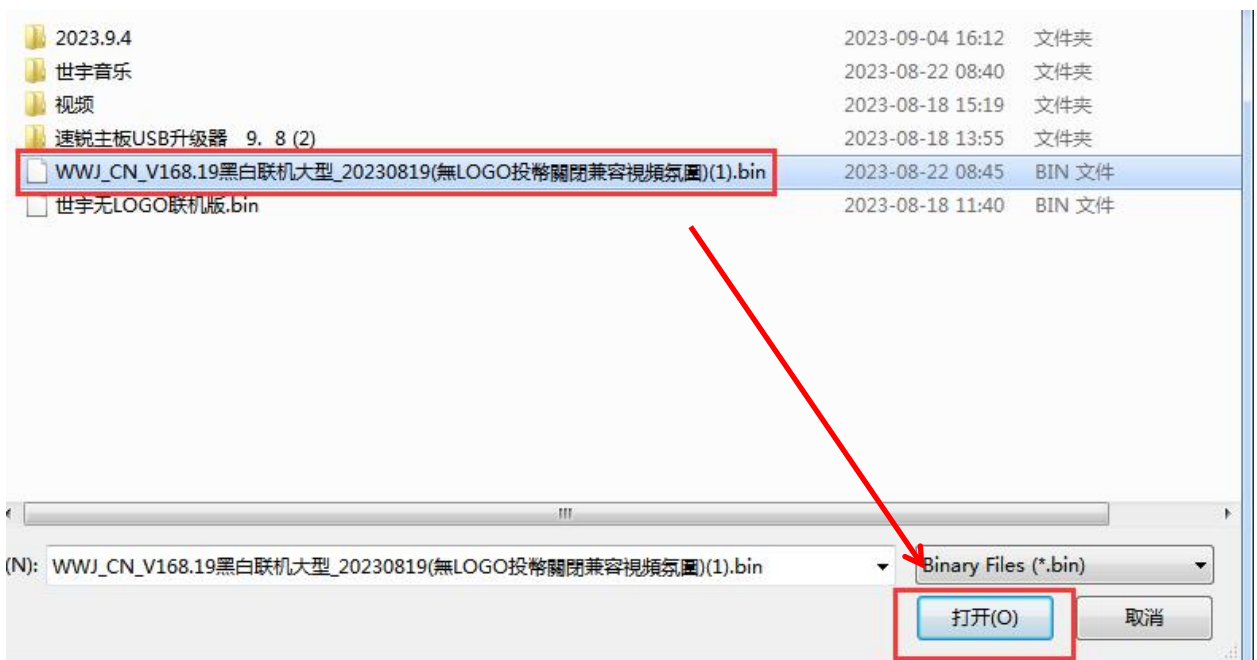 2023.9.4 2023-09-04 16:12 文件夹
世宇音乐 2023-08-22 08:40 文件夹
视频 2023-08-18 15:19 文件夹
速锐主板USB升级器 9. 8 (2) 2023-08-18 13:55 文件夹
WWJ_CN_V168.19黑白联机大型_20230819(無LOGO投幣關閉兼容視頻氛圍)(1).bin 2023-08-22 08:45 BIN 文件
世宇无LOGO联机版.bin 2023-08-18 11:40 BIN 文件
(N): WWJ_CN_V168.19黑白联机大型_20230819(無LOGO投幣關閉兼容視頻氛圍)(1).bin Binary Files (*.bin)
打开(O) 取消